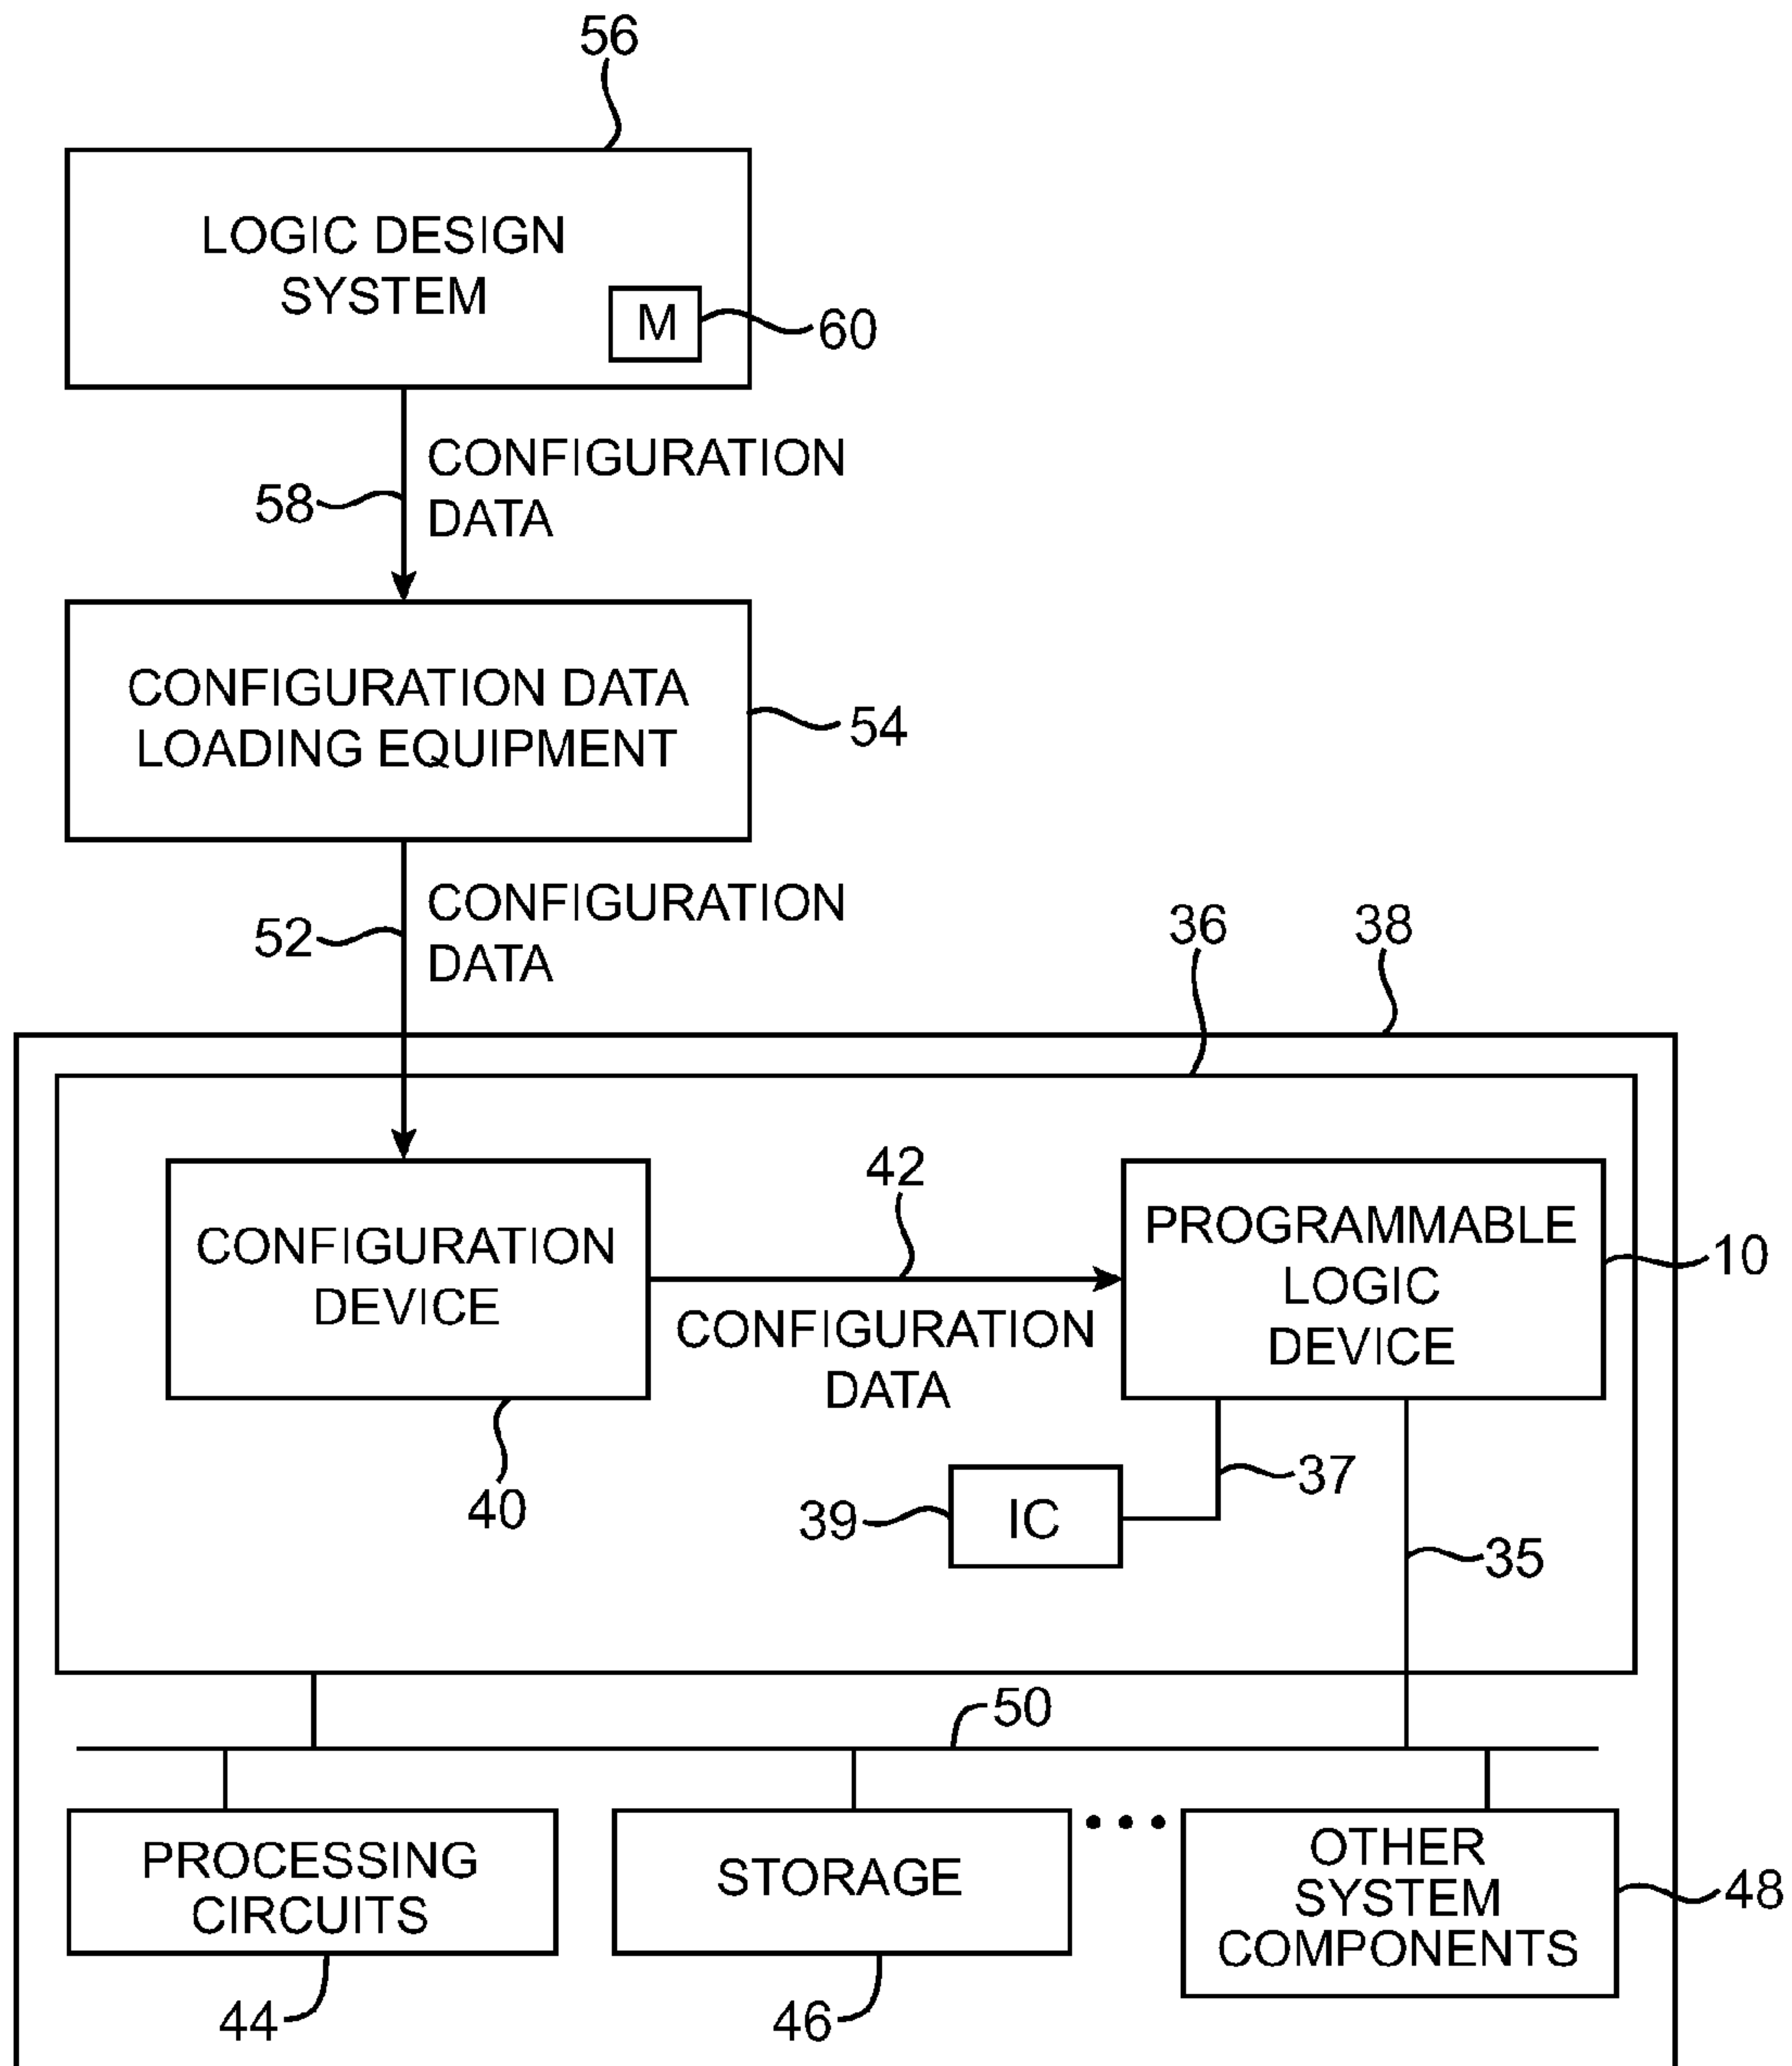 56
LOGIC DESIGN
SYSTEM
M
60
58
CONFIGURATION
DATA
CONFIGURATION DATA
LOADING EQUIPMENT
54
52
CONFIGURATION
DATA
36
38
CONFIGURATION
DEVICE
42
CONFIGURATION
DATA
PROGRAMMABLE
LOGIC
DEVICE
10
40
39
IC
37
35
50
PROCESSING
CIRCUITS
STORAGE
OTHER
SYSTEM
COMPONENTS
48
44
46